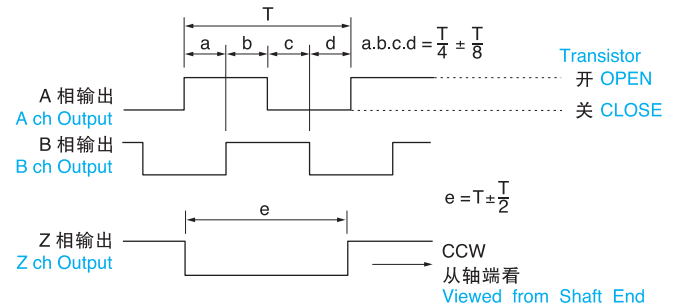 T
a b c d
a.b.c.d = T/4 ± T/8
Transistor
开 OPEN
A 相输出
A ch Output
关 CLOSE
B 相输出
B ch Output
e = T ± T/2
e
Z 相输出
Z ch Output
CCW
从轴端看
Viewed from Shaft End